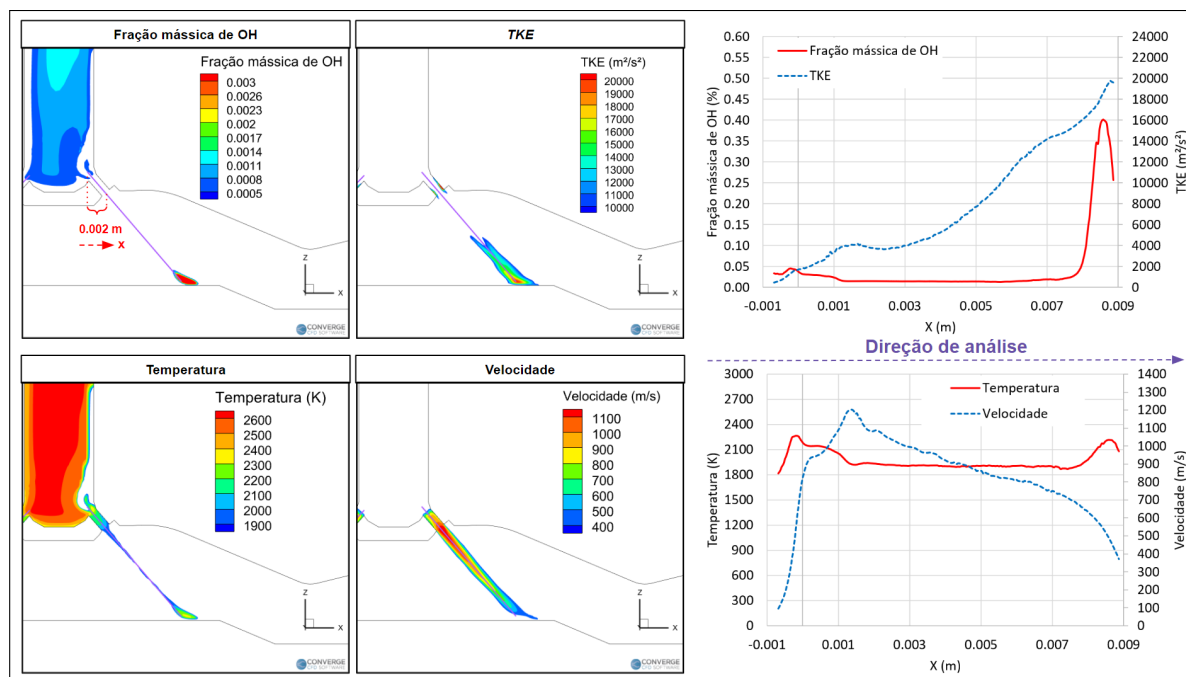 Fração mássica de OH
Fração mássica de OH
0.003
0.0026
0.0023
0.002
0.0017
0.0014
0.0011
0.0008
0.0005
0.002 m
x
Z
X
CONVERGE
CFD SOFTWARE
TKE
TKE (m²/s²)
20000
19000
18000
17000
16000
15000
14000
13000
12000
11000
10000
Z
X
CONVERGE
CFD SOFTWARE
Fração mássica de OH
TKE
Fração mássica de OH (%)
0.60
0.55
0.50
0.45
0.40
0.35
0.30
0.25
0.20
0.15
0.10
0.05
0.00
24000
22000
20000
18000
16000
14000
12000
10000
8000
6000
4000
2000
0
TKE (m²/s²)
-0.001 0.001 0.003 0.005 0.007 0.009
X (m)
Direção de análise
Temperatura
Temperatura (K)
2600
2500
2400
2300
2200
2100
2000
1900
Z
X
CONVERGE
CFD SOFTWARE
Velocidade
Velocidade (m/s)
1100
1000
900
800
700
600
500
400
Z
X
CONVERGE
CFD SOFTWARE
Temperatura
Velocidade
Temperatura (K)
3000
2700
2400
2100
1800
1500
1200
900
600
300
0
1400
1300
1200
1100
1000
900
800
700
600
500
400
300
200
100
0
Velocidade (m/s)
-0.001 0.001 0.003 0.005 0.007 0.009
X (m)